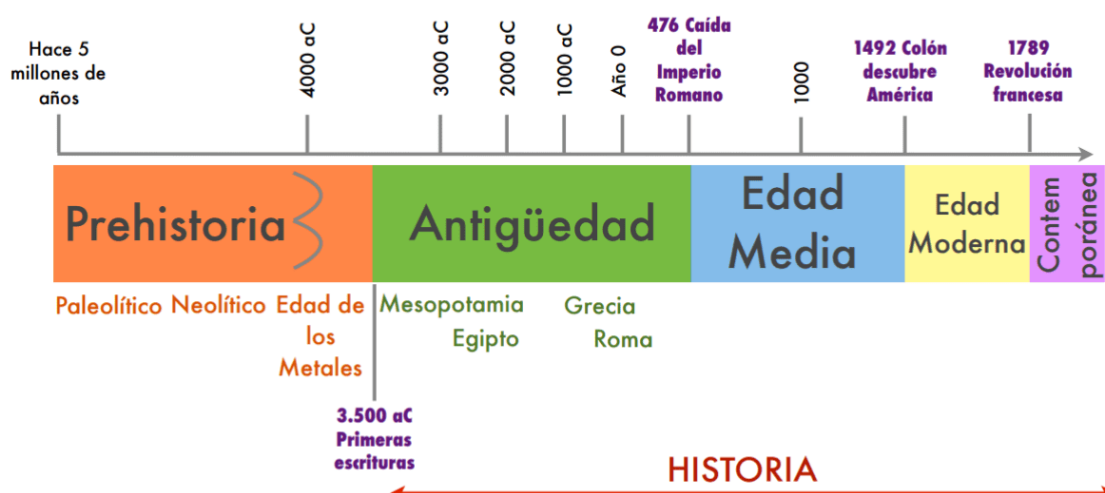 Hace 5
millones de
años
4000 aC
3000 aC
2000 aC
1000 aC
Año 0
476 Caída
del
Imperio
Romano
1000
1492 Colón
descubre
América
1789
Revolución
francesa
Prehistoria
Antigüedad
Edad
Media
Edad
Moderna
Contem
poránea
Paleolítico
Neolítico
Edad de
los
Metales
Mesopotamia
Egipto
Grecia
Roma
3.500 aC
Primeras
escrituras
HISTORIA